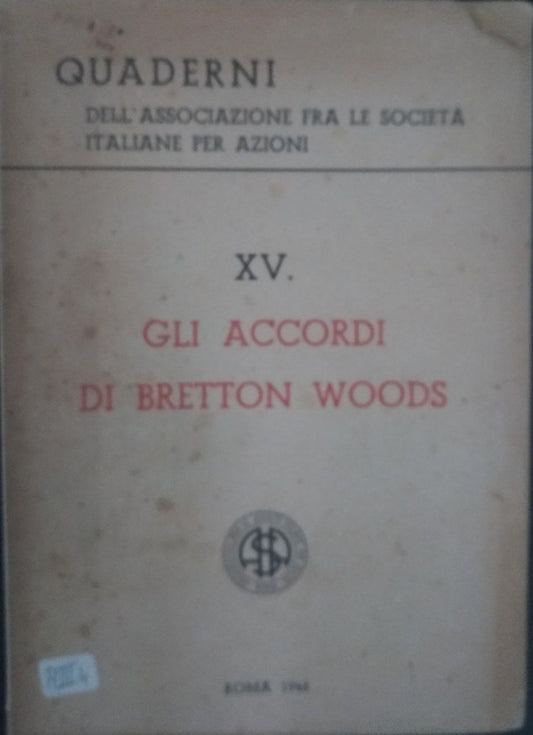 QUADERNI
DELL'ASSOCIAZIONE FRA LE SOCIETÀ
ITALIANE PER AZIONI
XV.
GLI ACCORDI
DI BRETTON WOODS
ROMA